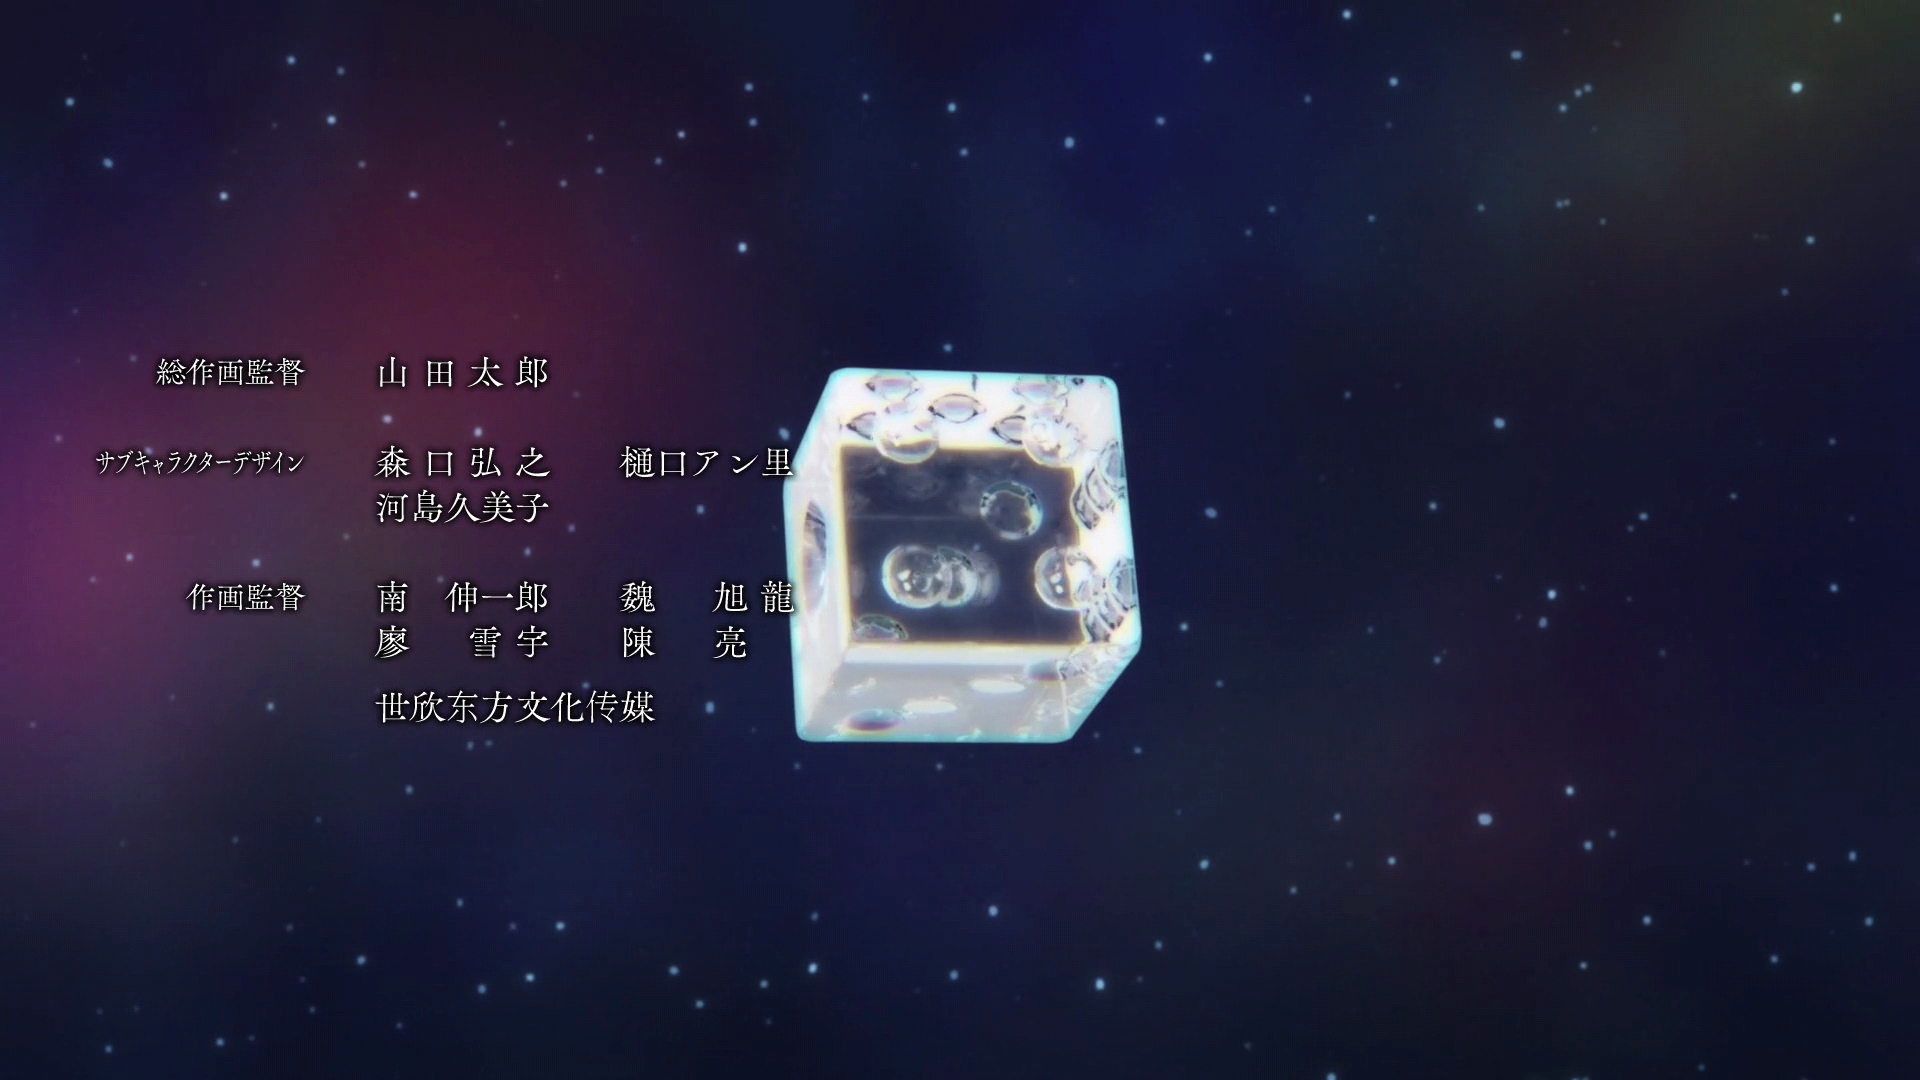 総作画監督 山田太郎
サブキャラクターデザイン 森口弘之 樋口アン里
河島久美子
作画監督 南 伸一郎 魏 旭龍
廖 雪宇 陳 亮
世欣东方文化传媒